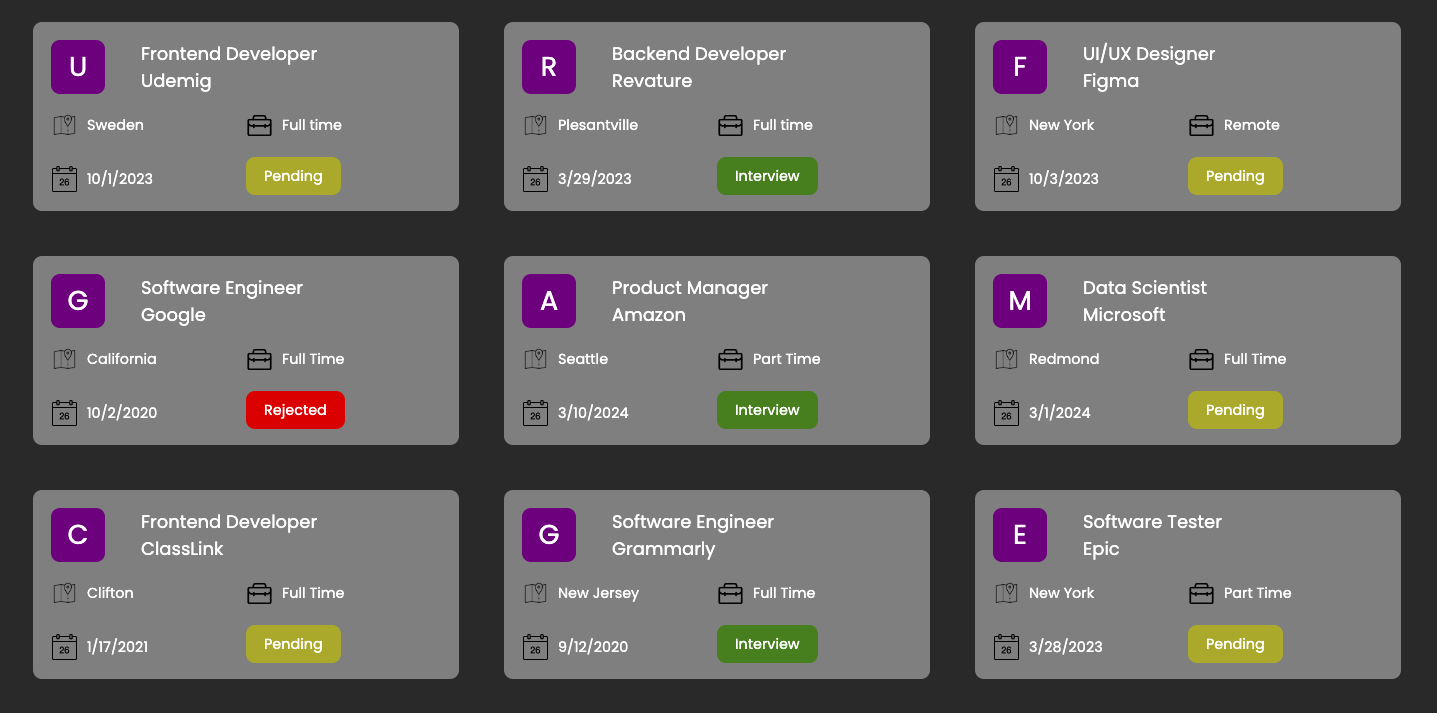 U
Frontend Developer
Udemig
Sweden
Full time
26
10/1/2023
Pending
R
Backend Developer
Revature
Plesantville
Full time
26
3/29/2023
Interview
F
UI/UX Designer
Figma
New York
Remote
26
10/3/2023
Pending
G
Software Engineer
Google
California
Full Time
26
10/2/2020
Rejected
A
Product Manager
Amazon
Seattle
Part Time
26
3/10/2024
Interview
M
Data Scientist
Microsoft
Redmond
Full Time
26
3/1/2024
Pending
C
Frontend Developer
ClassLink
Clifton
Full Time
26
1/17/2021
Pending
G
Software Engineer
Grammarly
New Jersey
Full Time
26
9/12/2020
Interview
E
Software Tester
Epic
New York
Part Time
26
3/28/2023
Pending